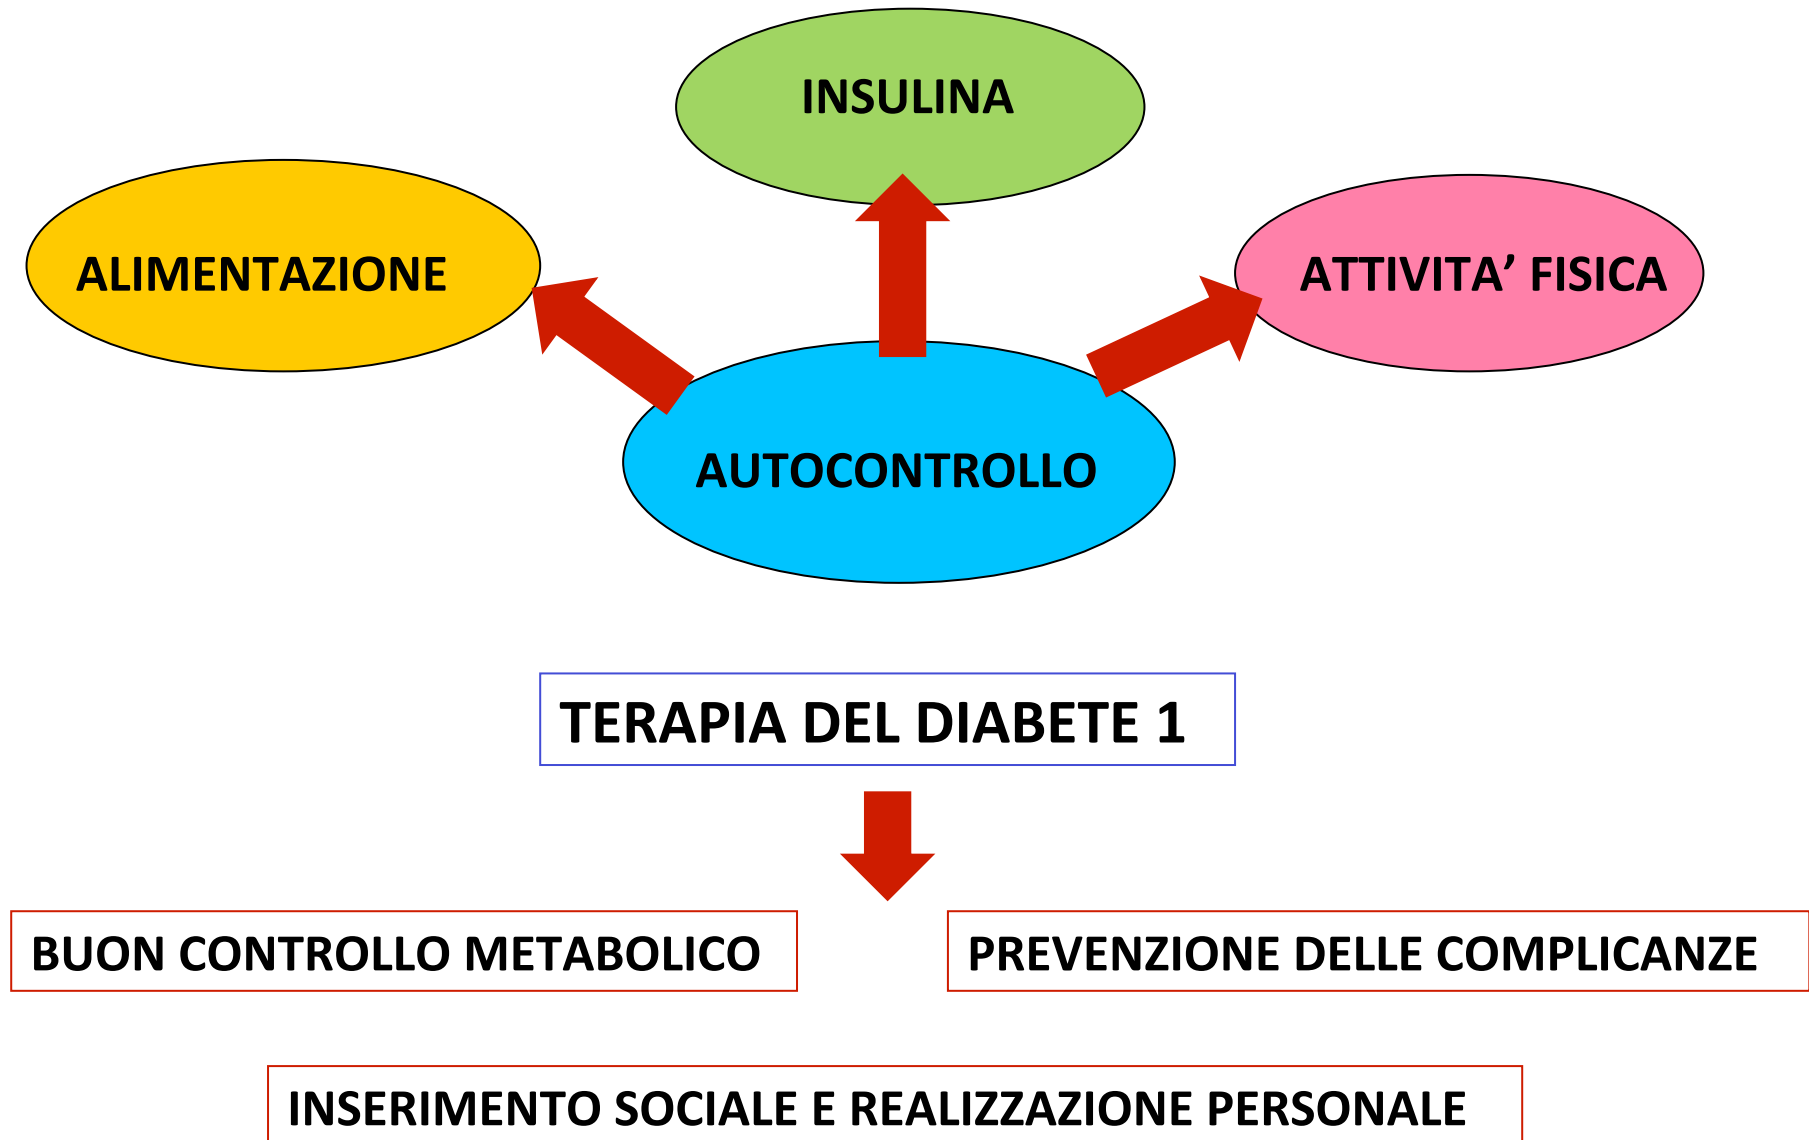 INSULINA
ALIMENTAZIONE
ATTIVITA’ FISICA
AUTOCONTROLLO
TERAPIA DEL DIABETE 1
BUON CONTROLLO METABOLICO
PREVENZIONE DELLE COMPLICANZE
INSERIMENTO SOCIALE E REALIZZAZIONE PERSONALE